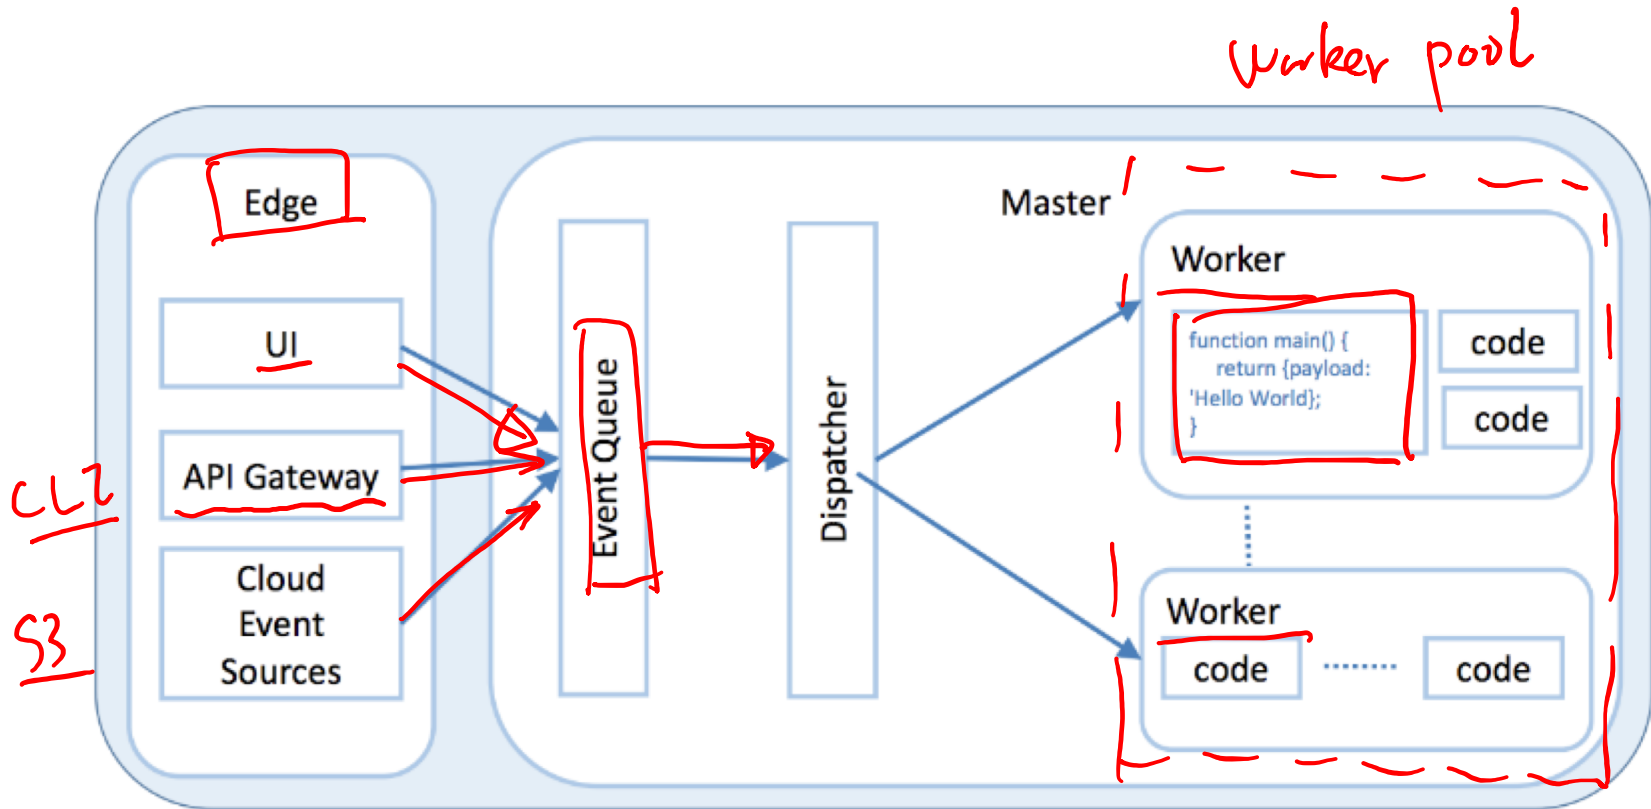 Worker pool
Edge
Master
UI
API Gateway
CLI
Cloud
Event
Sources
S3
Event Queue
Dispatcher
Worker
function main() {
return {payload:
'Hello World};
}
code
code
Worker
code
code